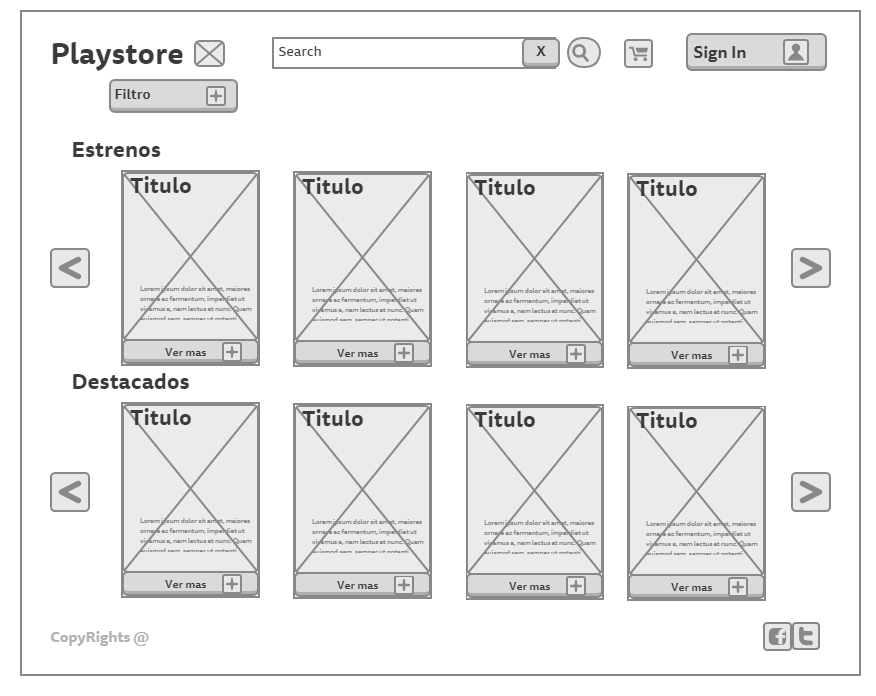 Playstore
Search
X
Sign In
Filtro
Estrenos
Titulo
Lorem ipsum dolor sit amet, maiores
ornare ac fermentum, imperdiet ut
vivamus a, nam lectus at nunc. Quam
euismod sem, semper ut potenti
Ver mas
Titulo
Lorem ipsum dolor sit amet, maiores
ornare ac fermentum, imperdiet ut
vivamus a, nam lectus at nunc. Quam
euismod sem, semper ut potenti
Ver mas
Titulo
Lorem ipsum dolor sit amet, maiores
ornare ac fermentum, imperdiet ut
vivamus a, nam lectus at nunc. Quam
euismod sem, semper ut potenti
Ver mas
Titulo
Lorem ipsum dolor sit amet, maiores
ornare ac fermentum, imperdiet ut
vivamus a, nam lectus at nunc. Quam
euismod sem, semper ut potenti
Ver mas
Destacados
Titulo
Lorem ipsum dolor sit amet, maiores
ornare ac fermentum, imperdiet ut
vivamus a, nam lectus at nunc. Quam
euismod sem, semper ut potenti
Ver mas
Titulo
Lorem ipsum dolor sit amet, maiores
ornare ac fermentum, imperdiet ut
vivamus a, nam lectus at nunc. Quam
euismod sem, semper ut potenti
Ver mas
Titulo
Lorem ipsum dolor sit amet, maiores
ornare ac fermentum, imperdiet ut
vivamus a, nam lectus at nunc. Quam
euismod sem, semper ut potenti
Ver mas
Titulo
Lorem ipsum dolor sit amet, maiores
ornare ac fermentum, imperdiet ut
vivamus a, nam lectus at nunc. Quam
euismod sem, semper ut potenti
Ver mas
CopyRights @